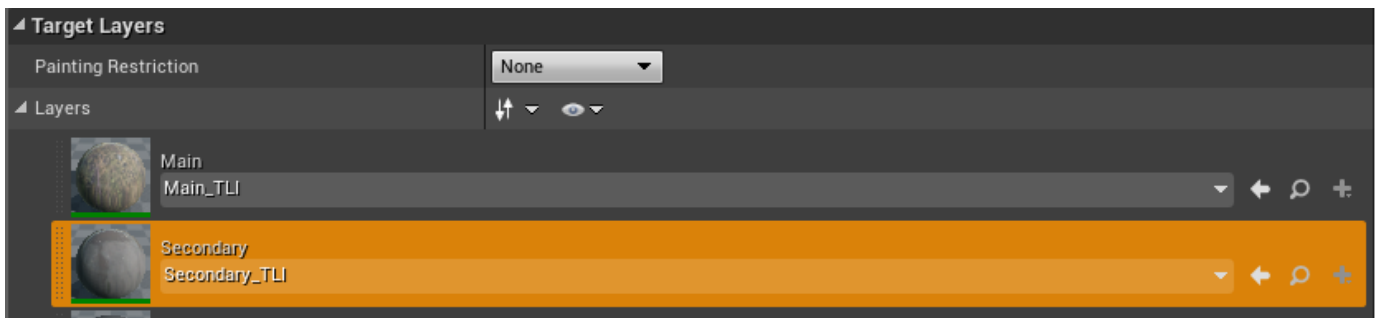 Target Layers
Painting Restriction
None
Layers
Main
Main_TLI
Secondary
Secondary_TLI